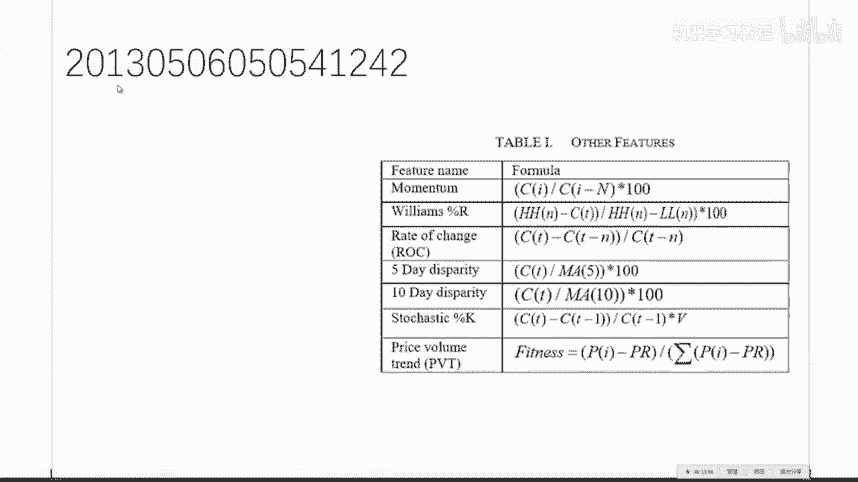 20130506050541242
TABLE I. OTHER FEATURES
Feature name Formula
Momentum (C(i)/C(i−N)*100
Williams %R (HH(n)−C(t))/HH(n)−LL(n))*100
Rate of change (C(t)−C(t−n))/C(t−n)
(ROC)
5 Day disparity (C(t)/MA(5))*100
10 Day disparity (C(t)/MA(10))*100
Stochastic %K (C(t)−C(t−1))/C(t−1)*V
Price volume Fitness=(P(i)−PR)/(∑(P(i)−PR))
trend (PVT)